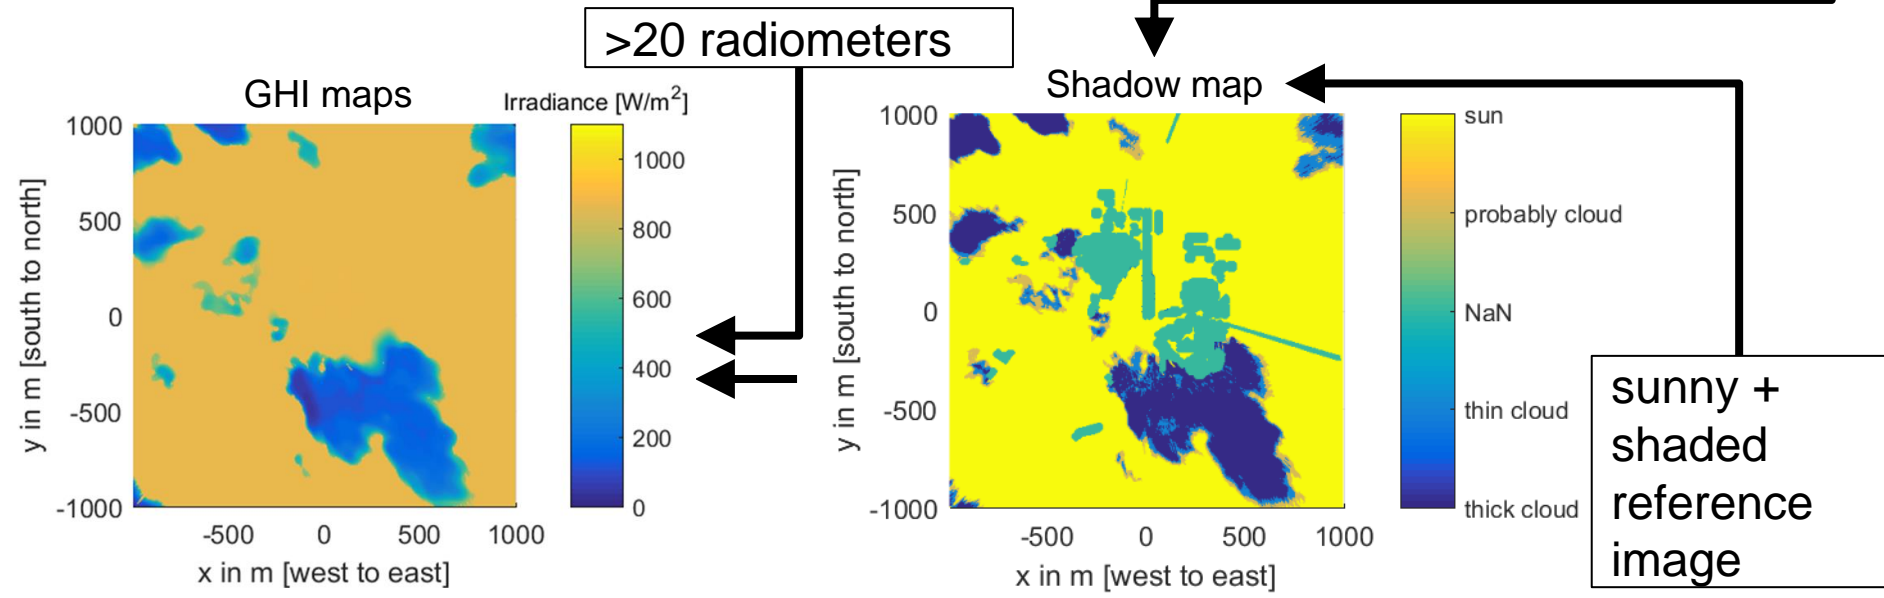 >20 radiometers
GHI maps
Irradiance [W/m²]
1000
500
0
-500
-1000
-500
0
500
1000
x in m [west to east]
y in m [south to north]
1000
800
600
400
200
0
Shadow map
1000
500
0
-500
-1000
-500
0
500
1000
x in m [west to east]
y in m [south to north]
sun
probably cloud
NaN
thin cloud
thick cloud
sunny +
shaded
reference
image